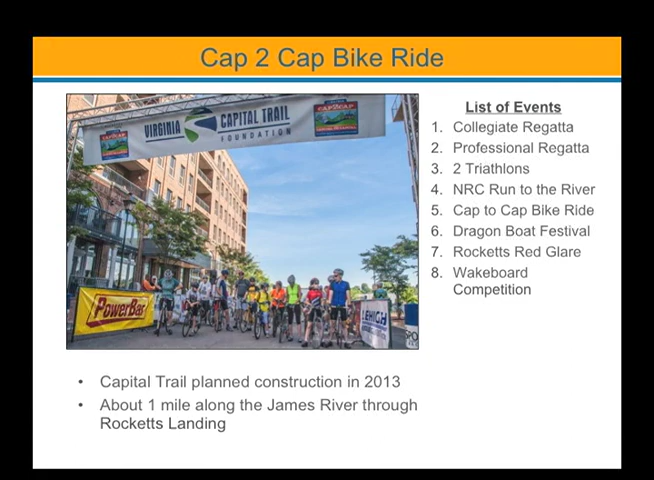 Cap 2 Cap Bike Ride
VIRGINIA CAPITAL TRAIL
FOUNDATION
CAP2CAP
PowerBar
LEHIGH
List of Events
1. Collegiate Regatta
2. Professional Regatta
3. 2 Triathlons
4. NRC Run to the River
5. Cap to Cap Bike Ride
6. Dragon Boat Festival
7. Rocketts Red Glare
8. Wakeboard
Competition
• Capital Trail planned construction in 2013
• About 1 mile along the James River through
Rocketts Landing